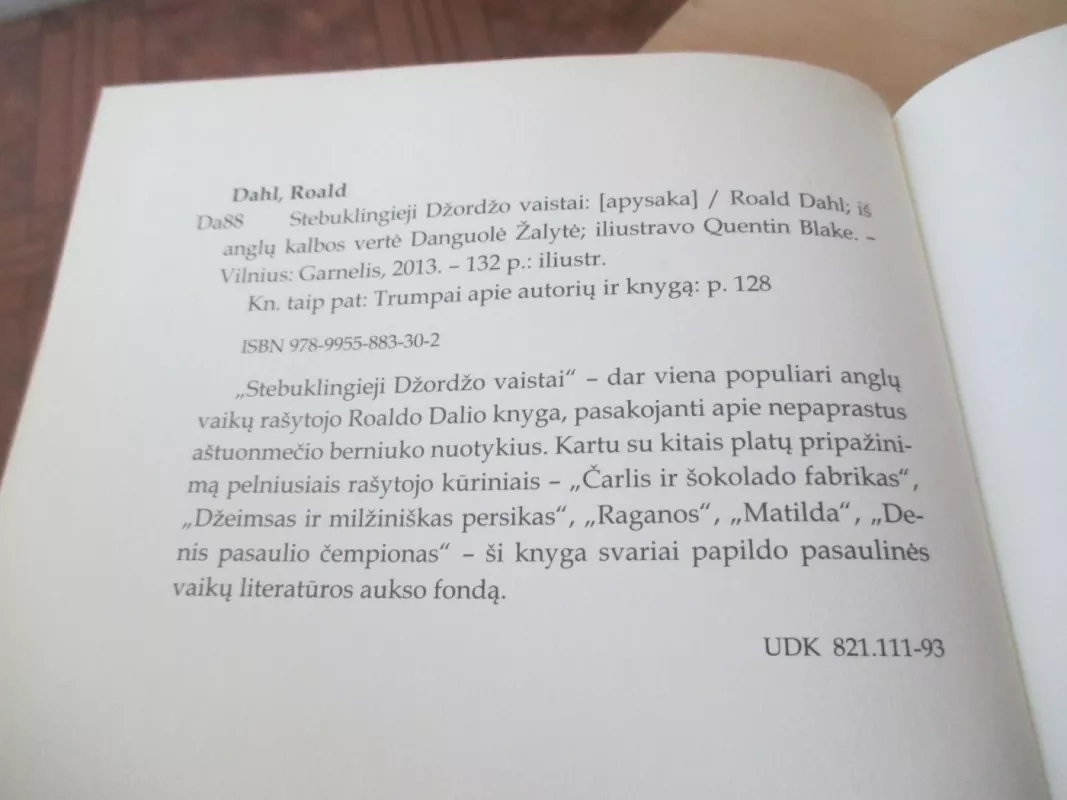 Dahl, Roald
Da88 Stebuklingieji Džordžo vaistai: [apysaka] / Roald Dahl; iš
anglų kalbos vertė Danguolė Žalytė; iliustravo Quentin Blake. –
Vilnius: Garnelis, 2013. – 132 p.: iliustr.
Kn. taip pat: Trumpai apie autorių ir knygą: p. 128
ISBN 978-9955-883-30-2
„Stebuklingieji Džordžo vaistai“ – dar viena populiari anglų
vaikų rašytojo Roaldo Dalio knyga, pasakojanti apie nepaprastus
aštuonmečio berniuko nuotykius. Kartu su kitais platų pripažini-
mą pelniusiais rašytojo kūriniais – „Čarlis ir šokolado fabrikas“,
„Džeimsas ir milžiniškas persikas“, „Raganos“, „Matilda“, „De-
nis pasaulio čempionas“ – ši knyga svariai papildo pasaulinės
vaikų literatūros aukso fondą.
UDK 821.111-93